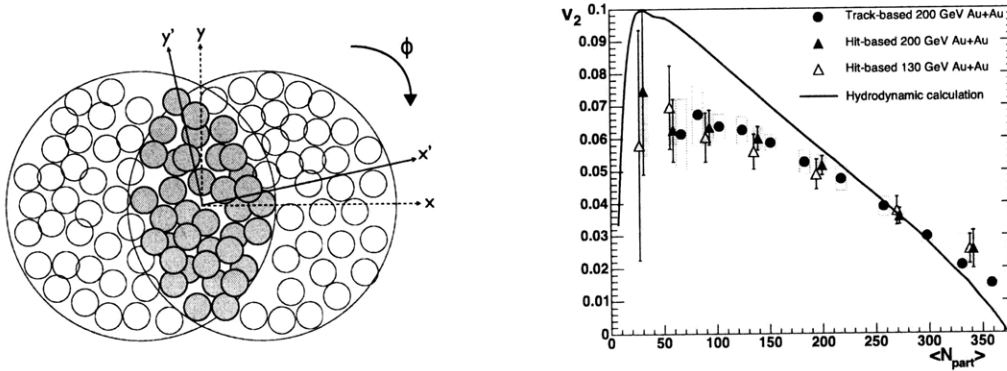 y'
y
ϕ
x'
x
v₂
0.1
0.09
0.08
0.07
0.06
0.05
0.04
0.03
0.02
0.01
0
0 50 100 150 200 250 300 350
<N_part>
Track-based 200 GeV Au+Au
Hit-based 200 GeV Au+Au
Hit-based 130 GeV Au+Au
Hydrodynamic calculation